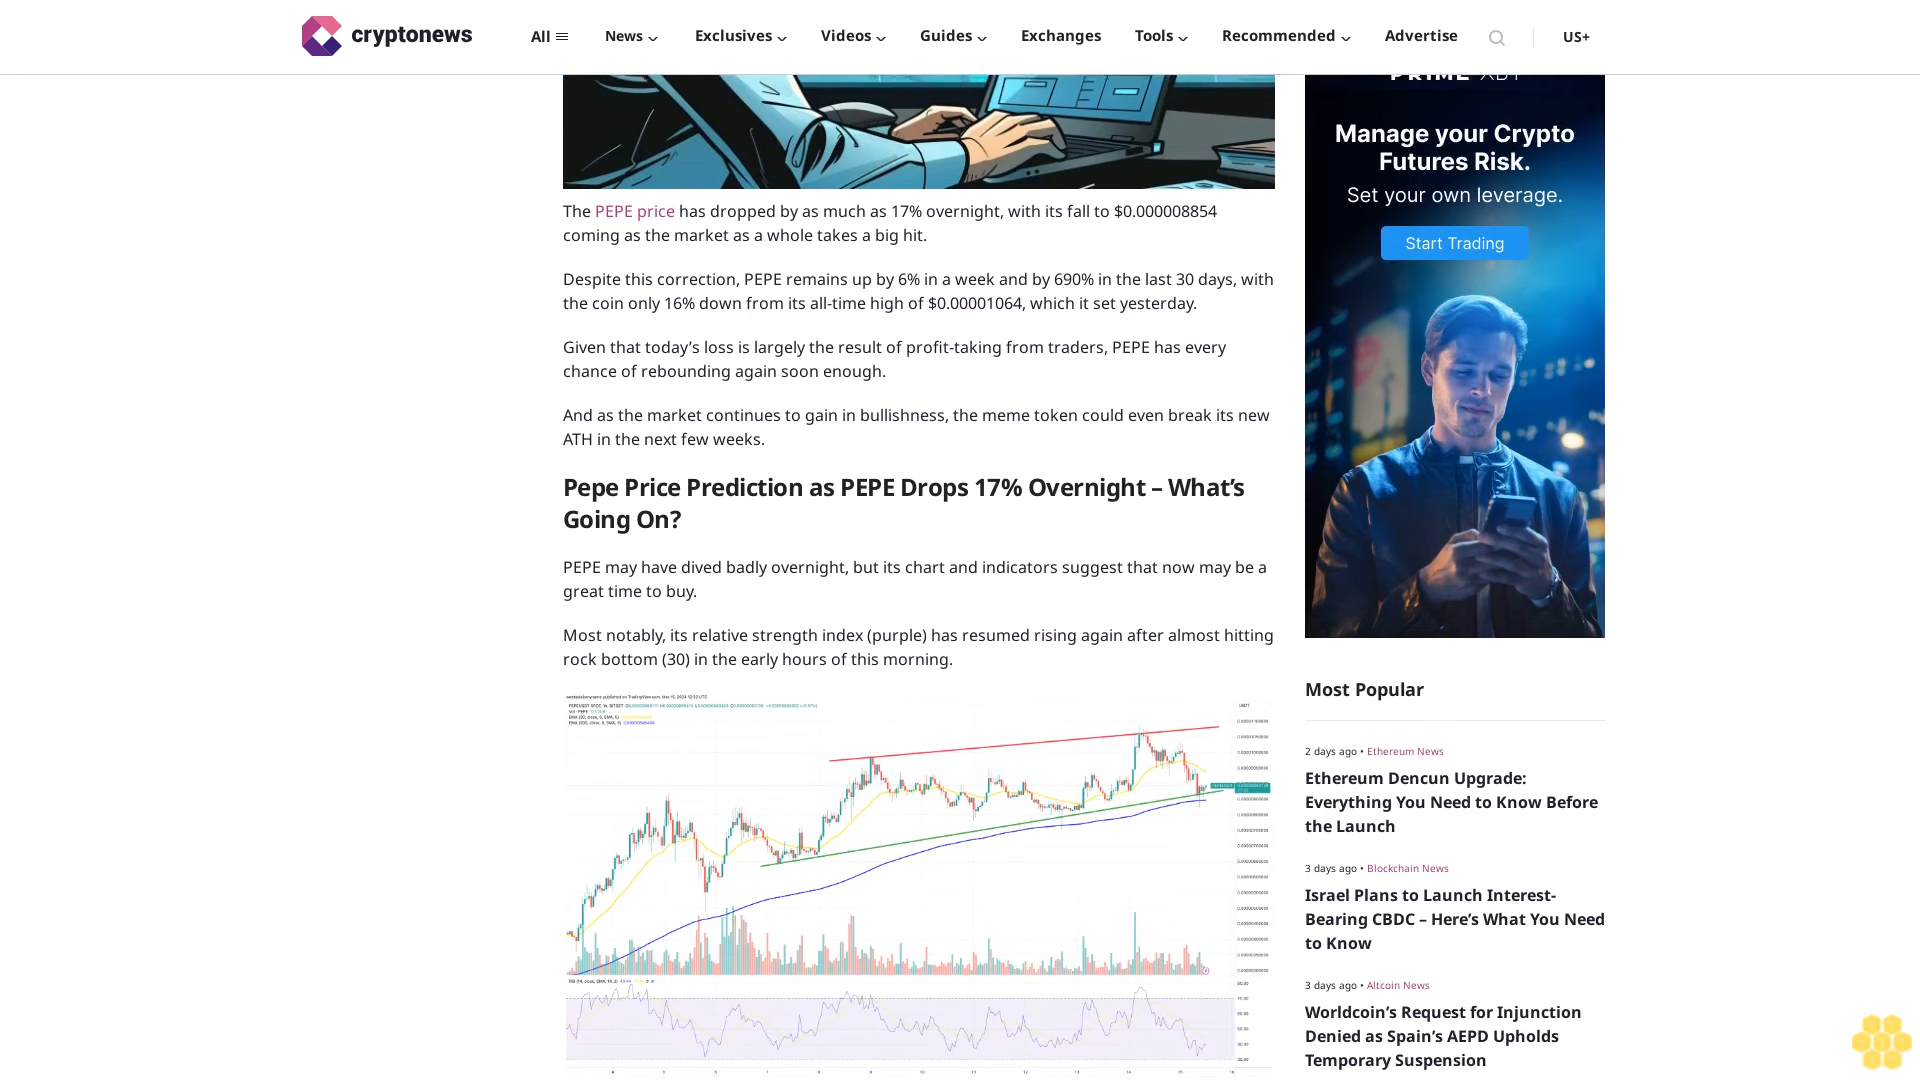 cryptonews
All
News
Exclusives
Videos
Guides
Exchanges
Tools
Recommended
Advertise
US+
PRIME XBT
Manage your Crypto
Futures Risk.
Set your own leverage.
Start Trading
The PEPE price has dropped by as much as 17% overnight, with its fall to $0.000008854
coming as the market as a whole takes a big hit.
Despite this correction, PEPE remains up by 6% in a week and by 690% in the last 30 days, with
the coin only 16% down from its all-time high of $0.00001064, which it set yesterday.
Given that today’s loss is largely the result of profit-taking from traders, PEPE has every
chance of rebounding again soon enough.
And as the market continues to gain in bullishness, the meme token could even break its new
ATH in the next few weeks.
Pepe Price Prediction as PEPE Drops 17% Overnight – What’s
Going On?
PEPE may have dived badly overnight, but its chart and indicators suggest that now may be a
great time to buy.
Most notably, its relative strength index (purple) has resumed rising again after almost hitting
rock bottom (30) in the early hours of this morning.
Most Popular
2 days ago • Ethereum News
Ethereum Dencun Upgrade:
Everything You Need to Know Before
the Launch
3 days ago • Blockchain News
Israel Plans to Launch Interest-
Bearing CBDC – Here’s What You Need
to Know
3 days ago • Altcoin News
Worldcoin’s Request for Injunction
Denied as Spain’s AEPD Upholds
Temporary Suspension